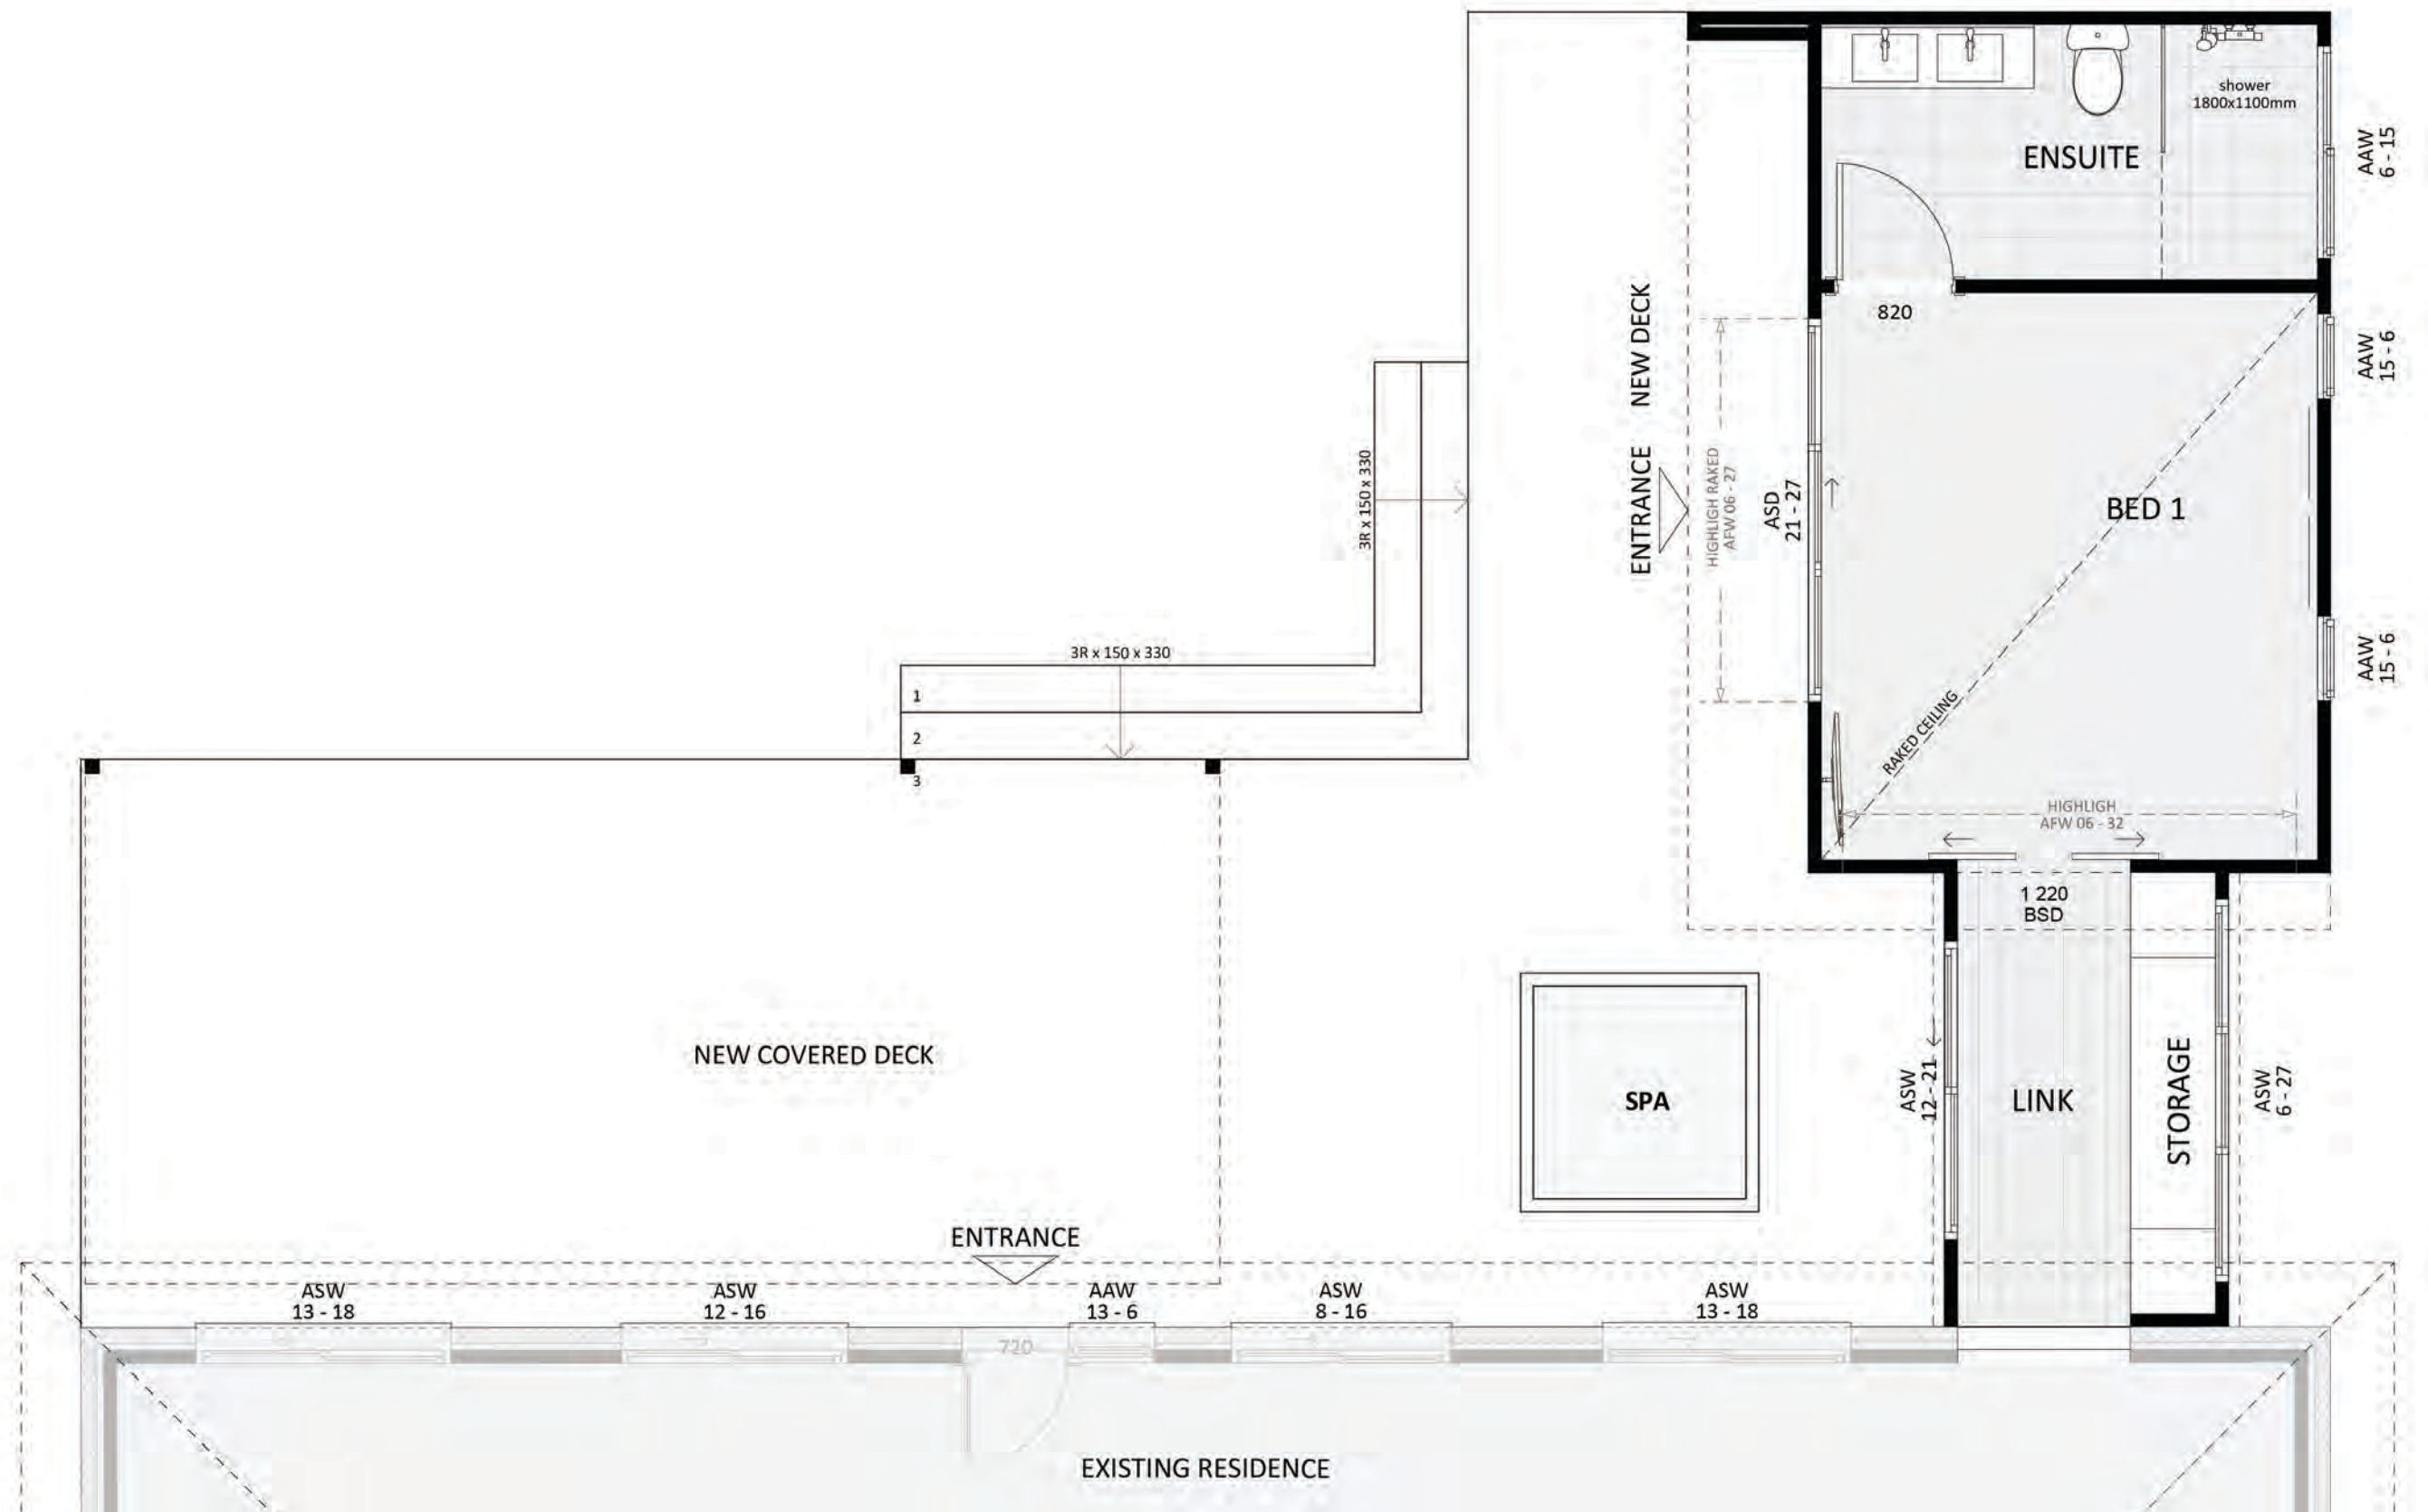 shower
1800x1100mm
ENSUITE
AAW
6 - 15
820
NEW DECK
ENTRANCE
HIGHLIGH RAKED
AFW 06 - 27
ASD
21 - 27
BED 1
AAW
15 - 6
3R x 150 x 330
3R x 150 x 330
1
2
3
AAW
15 - 6
RAKED CEILING
HIGHLIGH
AFW 06 - 32
1 220
BSD
NEW COVERED DECK
SPA
ASW
12 - 21
LINK
STORAGE
ASW
6 - 27
ENTRANCE
ASW
13 - 18
ASW
12 - 16
AAW
13 - 6
ASW
8 - 16
ASW
13 - 18
720
EXISTING RESIDENCE